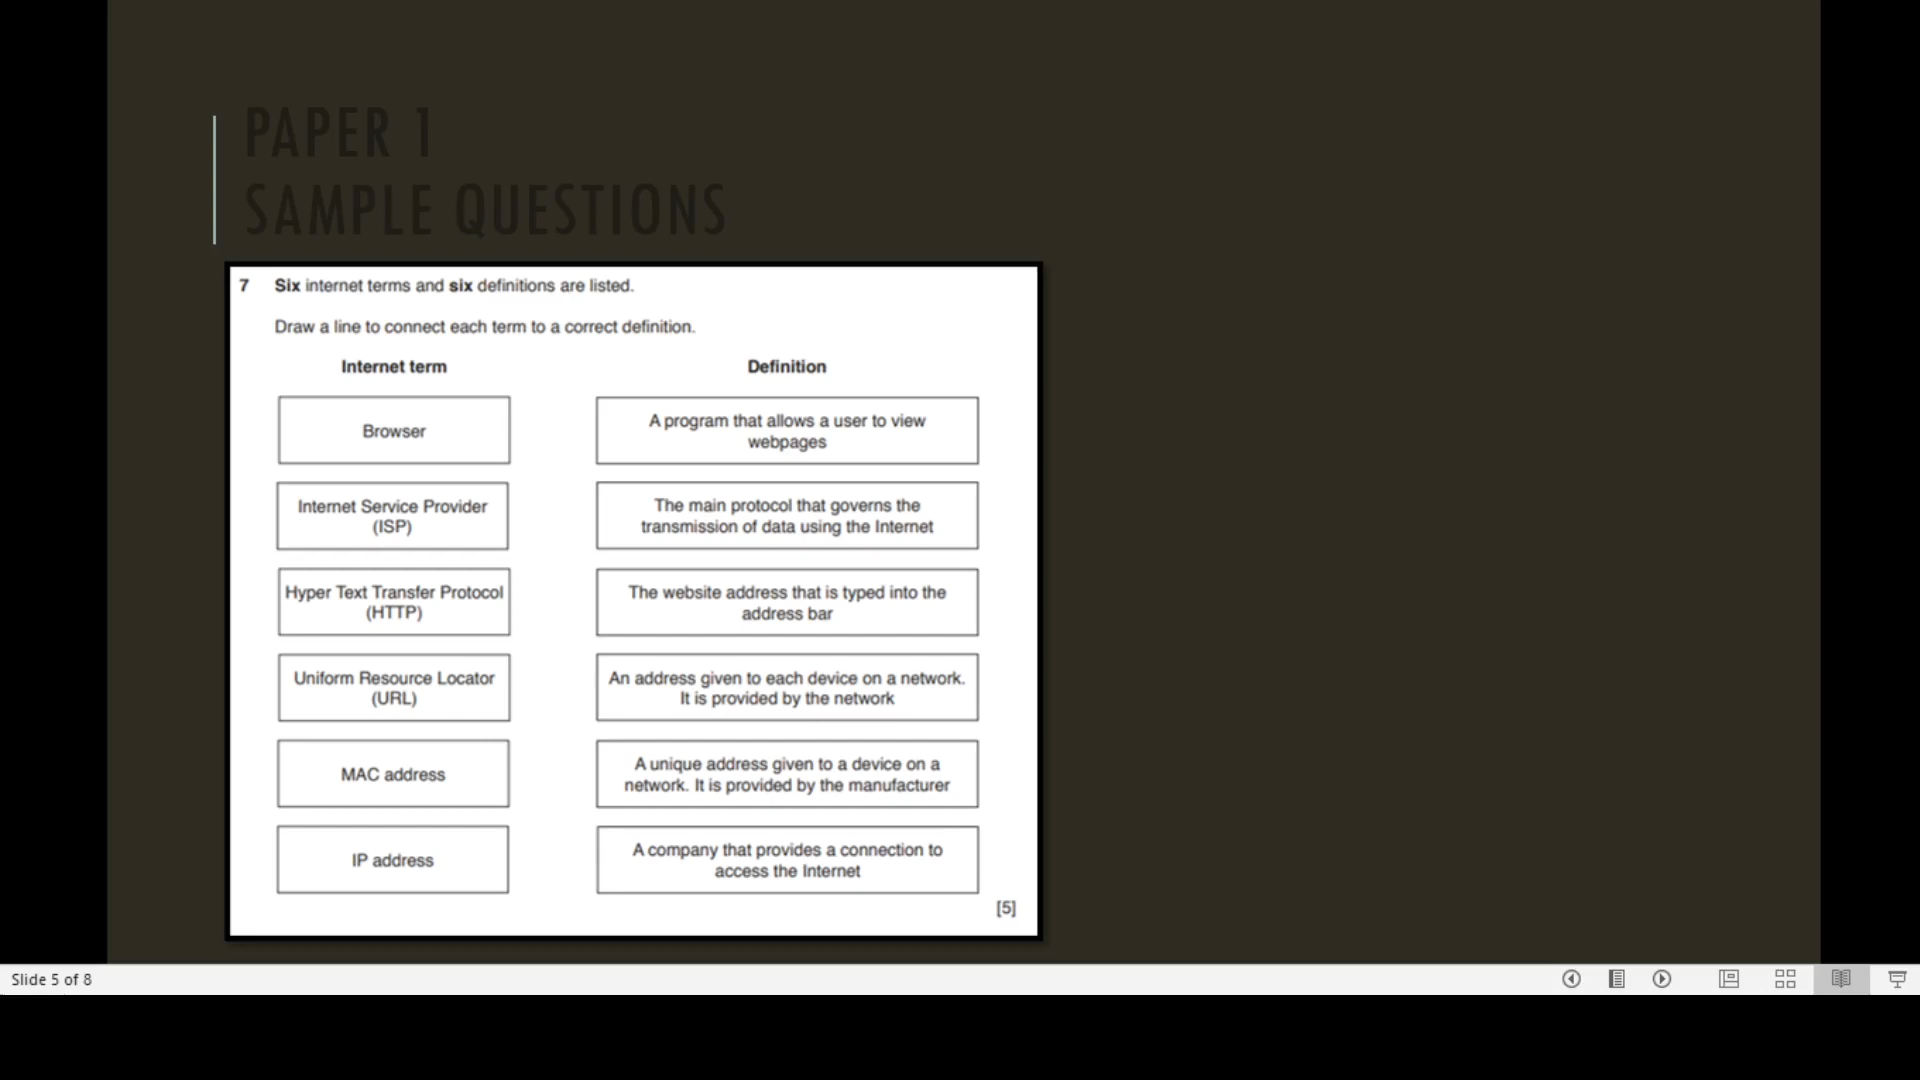 PAPER 1
SAMPLE QUESTIONS
7 Six internet terms and six definitions are listed.
Draw a line to connect each term to a correct definition.
Internet term
Definition
Browser
A program that allows a user to view
webpages
Internet Service Provider
(ISP)
The main protocol that governs the
transmission of data using the Internet
Hyper Text Transfer Protocol
(HTTP)
The website address that is typed into the
address bar
Uniform Resource Locator
(URL)
An address given to each device on a network.
It is provided by the network
MAC address
A unique address given to a device on a
network. It is provided by the manufacturer
IP address
A company that provides a connection to
access the Internet
[5]
Slide 5 of 8